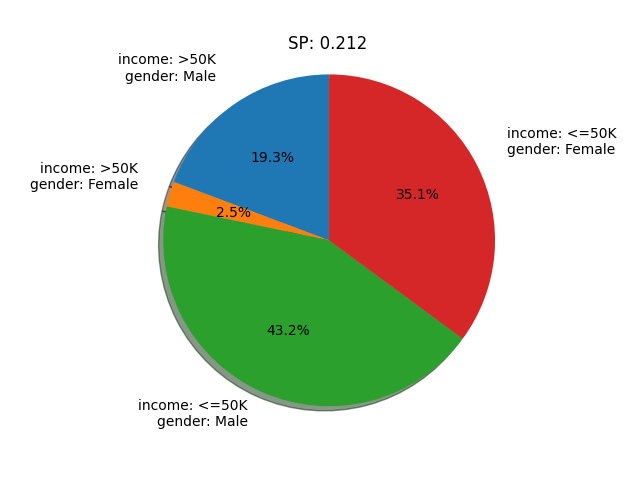 SP: 0.212
income: >50K
gender: Male
19.3%
income: >50K
gender: Female
2.5%
income: <=50K
gender: Female
35.1%
43.2%
income: <=50K
gender: Male